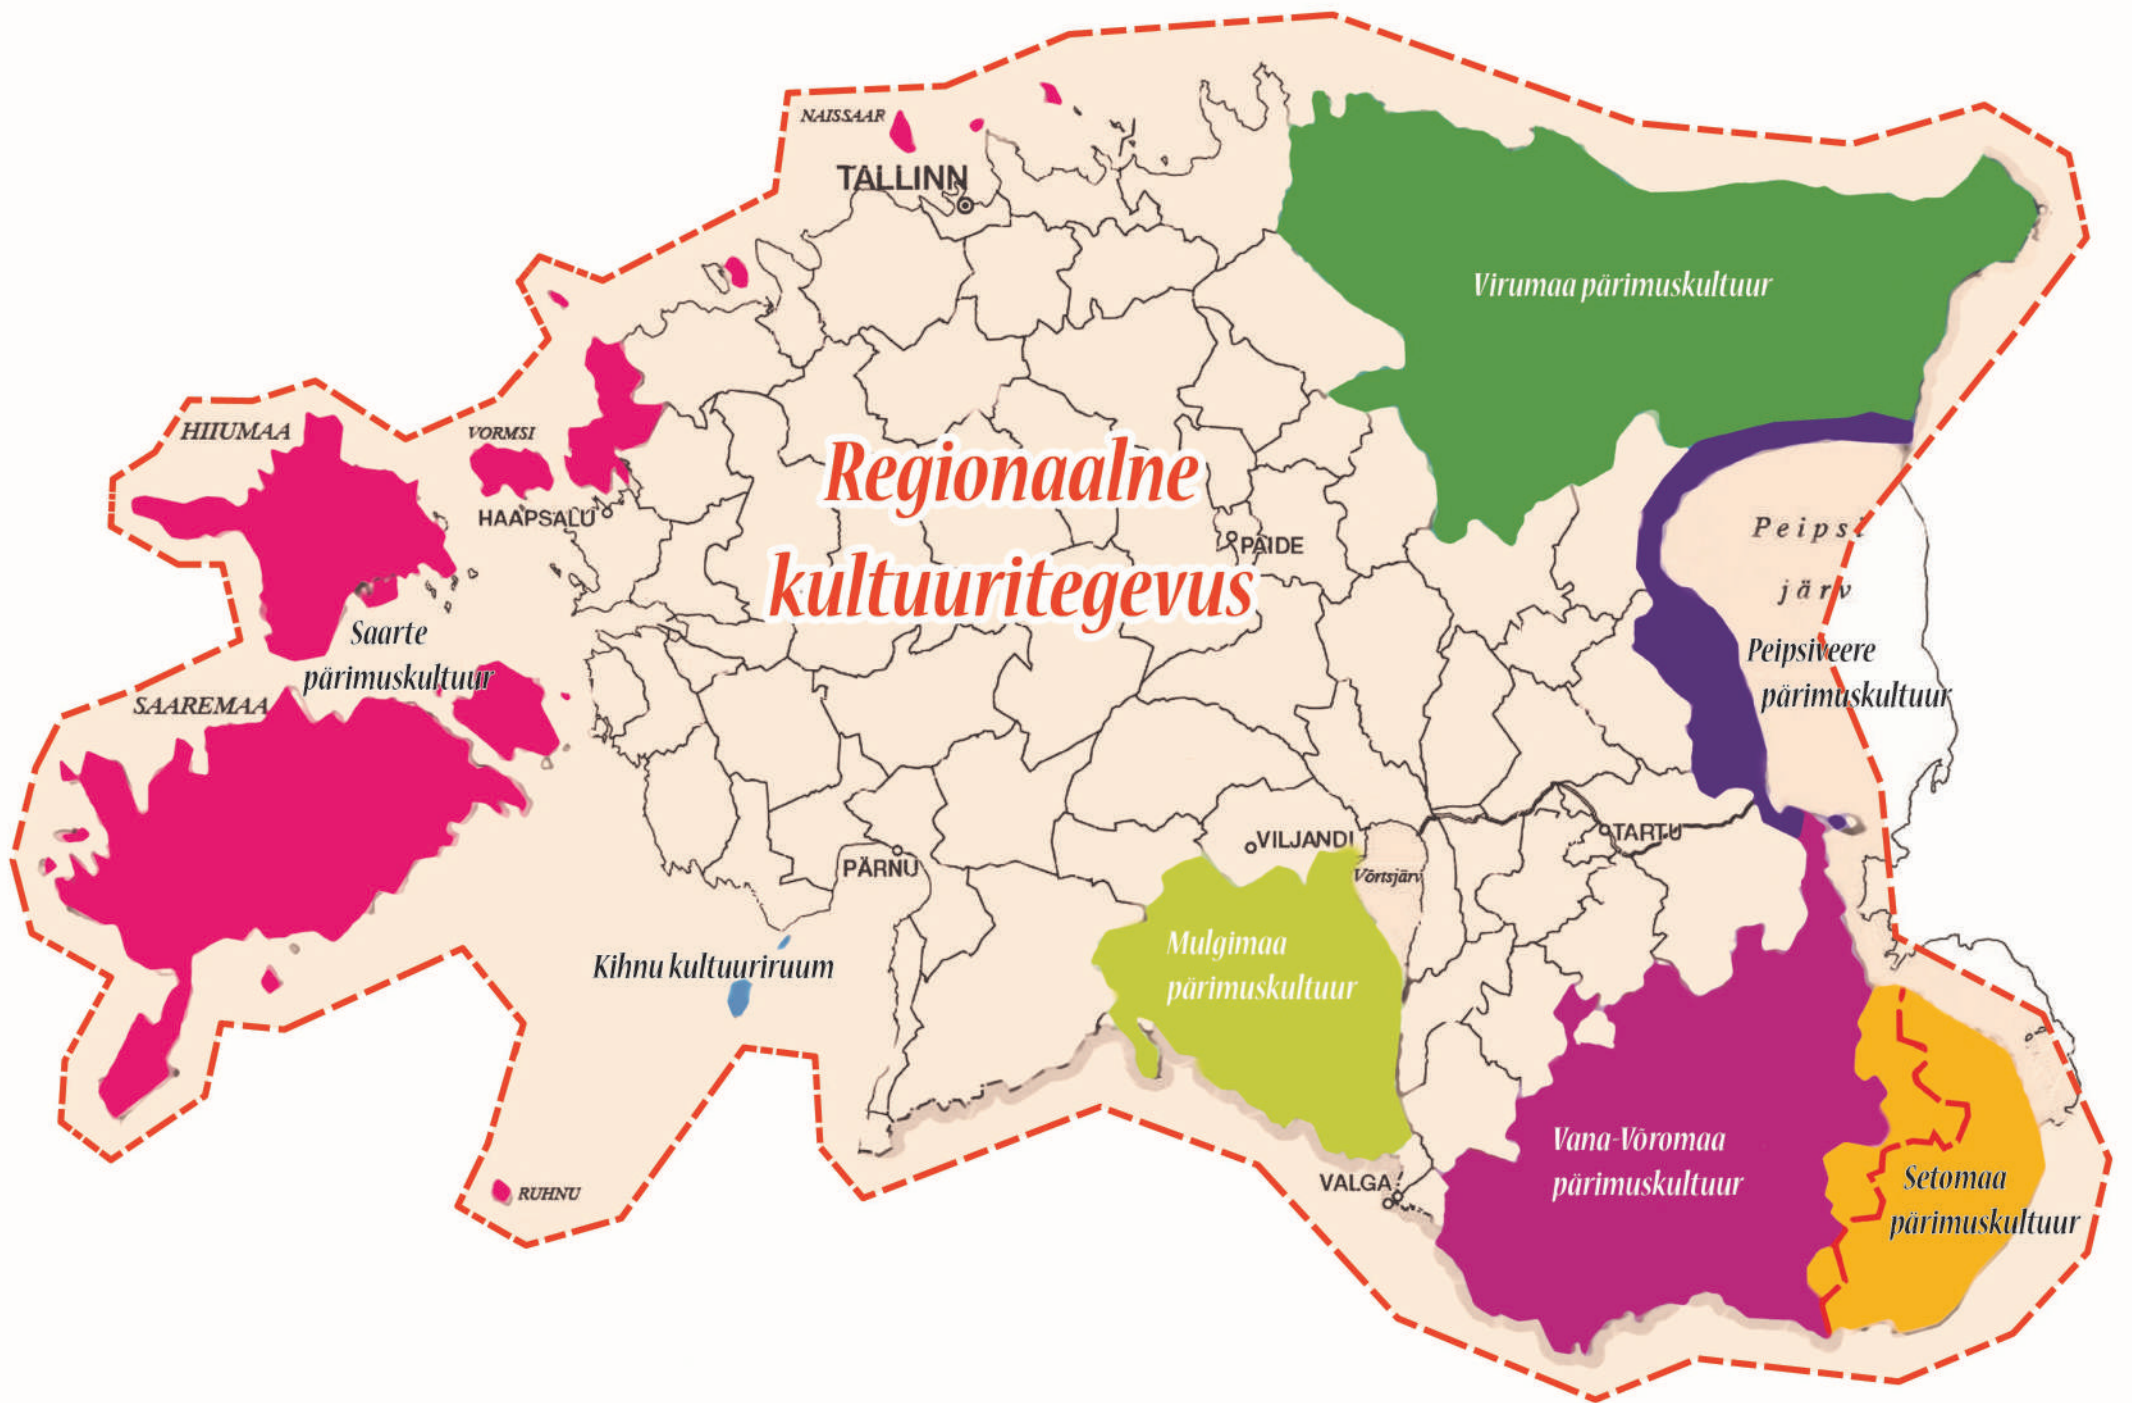 NAISSAAR
TALLINN
Virumaa pärimuskultuur
HIIUMAA
VORMSI
Regionaalne
kultuuritegevus
HAAPSALU
PAIDE
Peipsi
järv
Saarte
pärimuskultuur
Peipsiveere
pärimuskultuur
SAAREMAA
TARTU
VILJANDI
PÄRNU
Võrtsjärv
Kihnu kultuuriruum
Mulgimaa
pärimuskultuur
Vana-Võromaa
pärimuskultuur
VALGA
RUHNU
Setomaa
pärimuskultuur